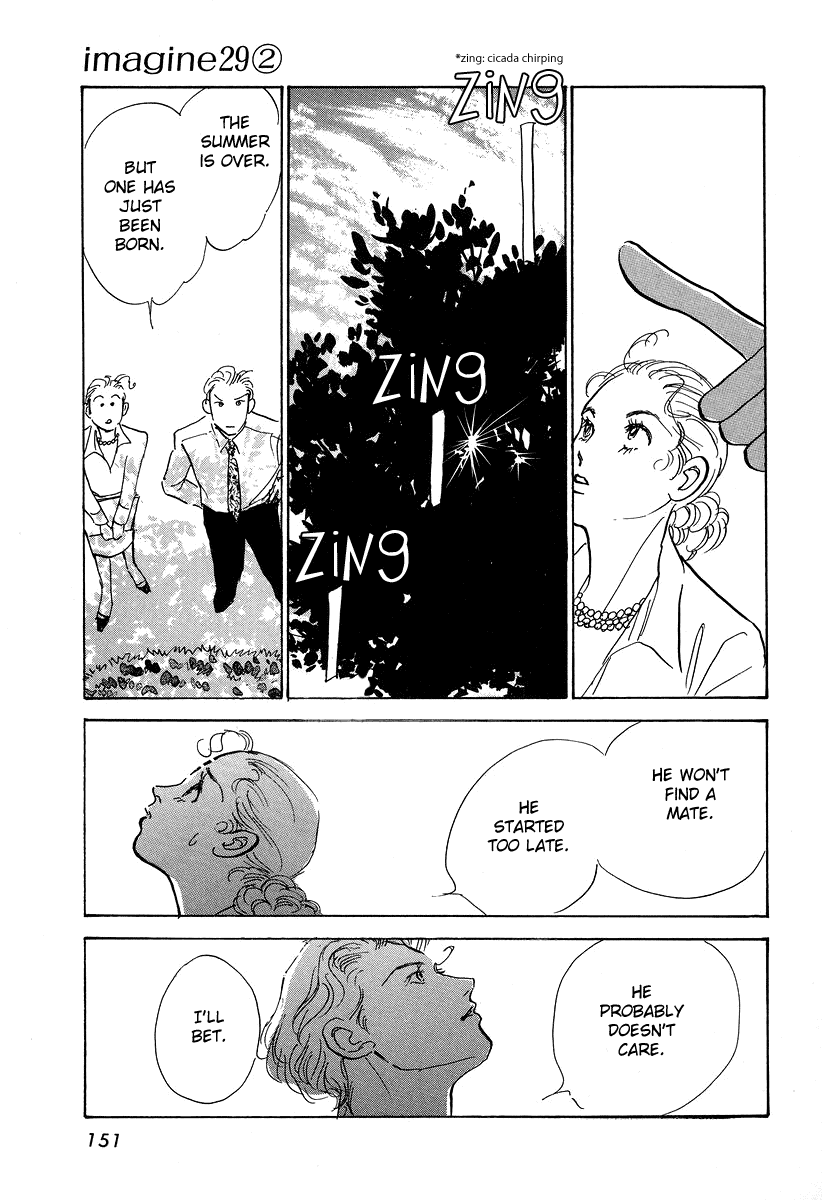 imagine29②
*zing: cicada chirping
ZiNg
ZiNg
ZiNg
THE
SUMMER
IS OVER.
BUT
ONE HAS
JUST
BEEN
BORN.
HE WON'T
FIND A
MATE.
HE
STARTED
TOO LATE.
HE
PROBABLY
DOESN'T
CARE.
I'LL
BET.
151